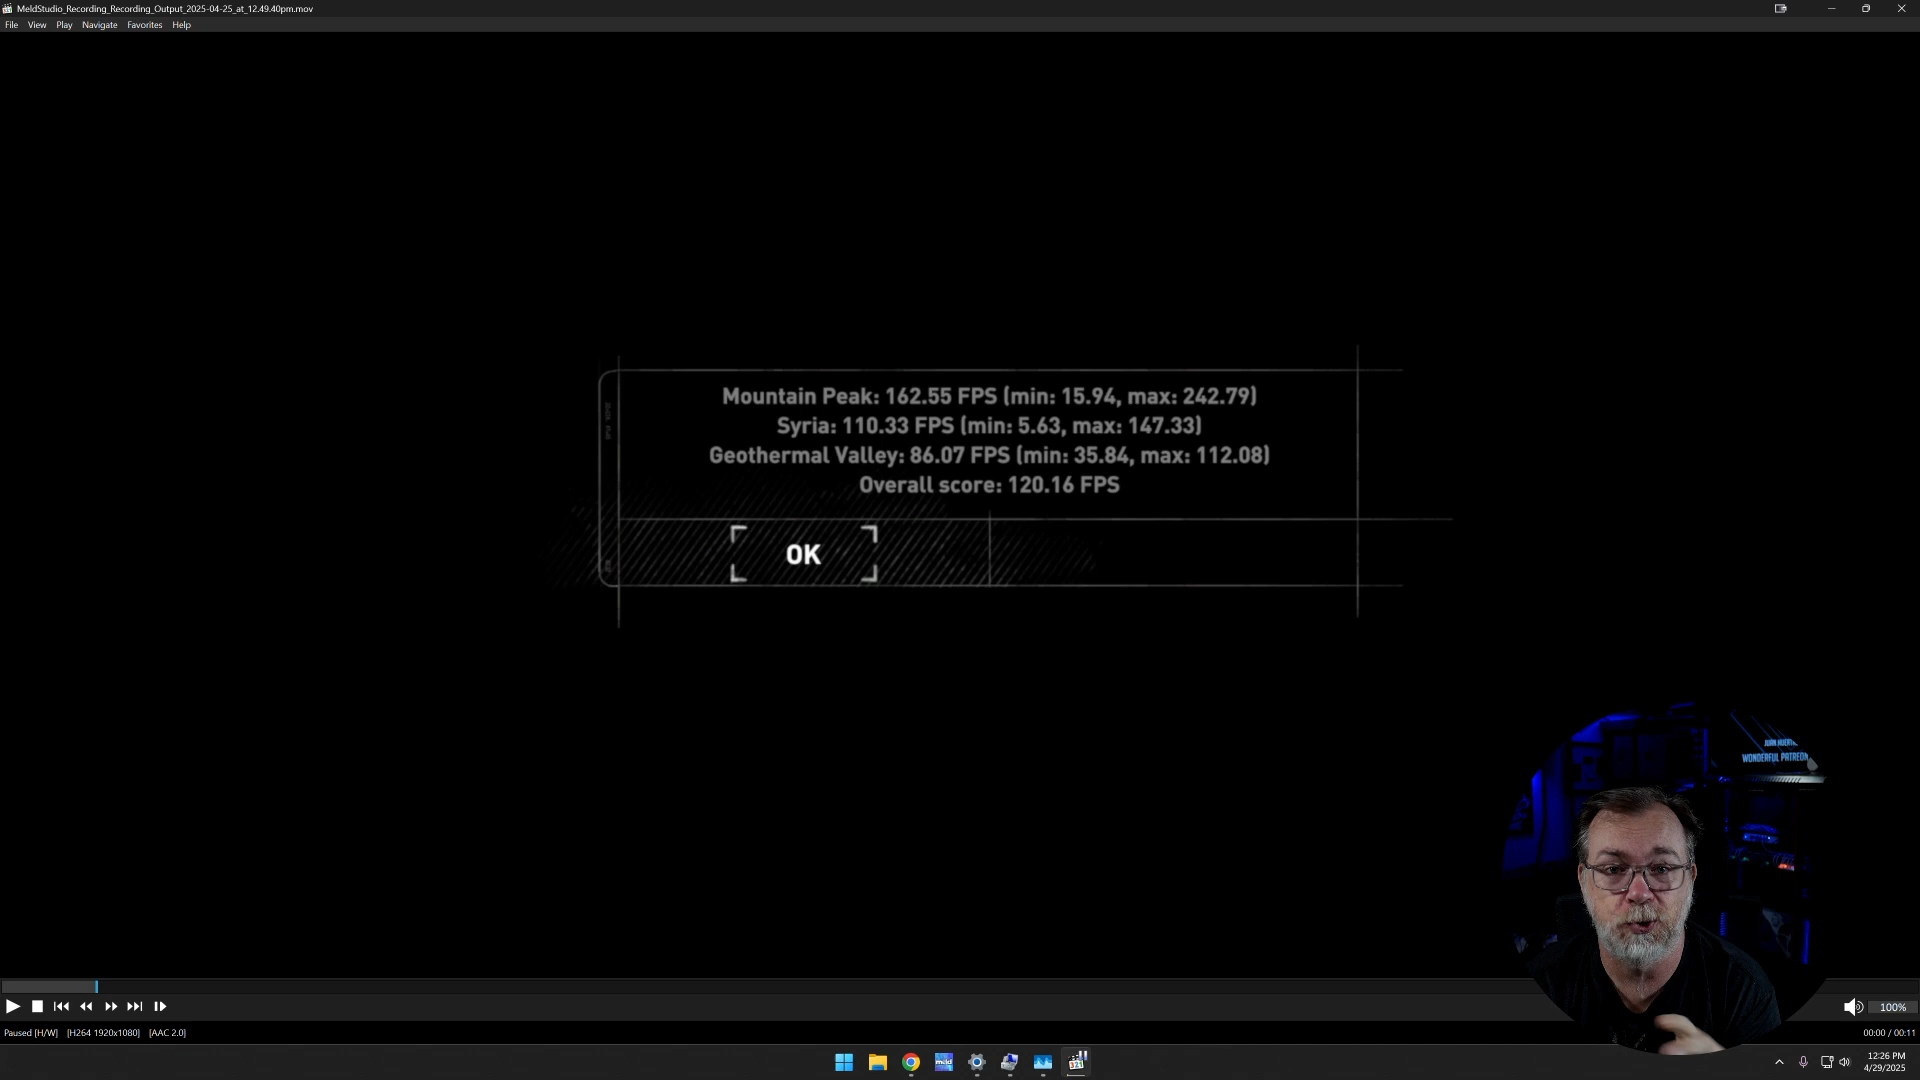 MeldStudio_Recording_Recording_Output_2025-04-25_at_12.49.40pm.mov
File View Play Navigate Favorites Help
Mountain Peak: 162.55 FPS (min: 15.94, max: 242.79)
Syria: 110.33 FPS (min: 5.63, max: 147.33)
Geothermal Valley: 86.07 FPS (min: 35.84, max: 112.08)
Overall score: 120.16 FPS
OK
WONDERFUL PATREON
100%
Paused [H/W] [H264 1920x1080] [AAC 2.0]
00:00 / 00:11
meld
321
12:26 PM
4/29/2025